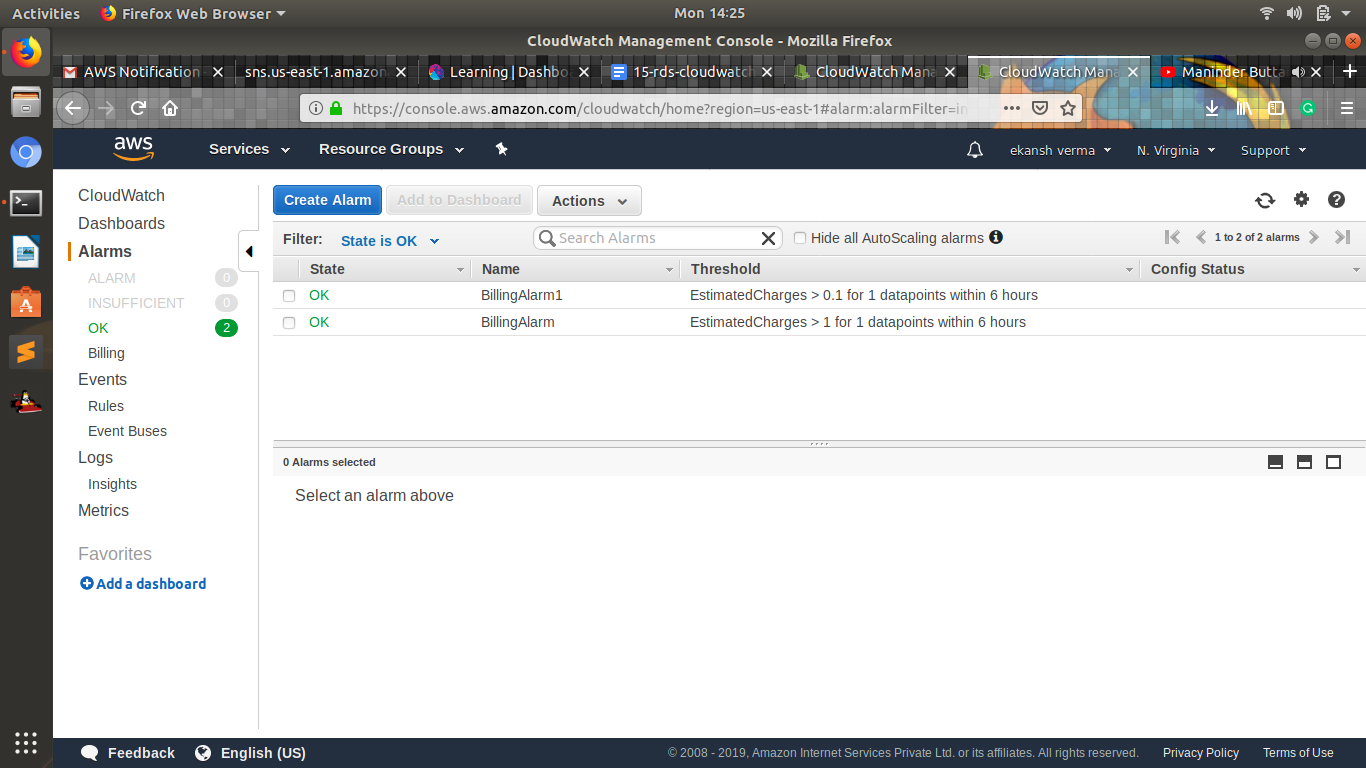 Activities Firefox Web Browser Mon 14:25
CloudWatch Management Console - Mozilla Firefox
AWS Notification sns.us-east-1.amazon Learning | Dashbo 15-rds-cloudwatch CloudWatch Mana CloudWatch Mana Maninder Butta
https://console.aws.amazon.com/cloudwatch/home?region=us-east-1#alarm:alarmFilter=in
aws Services Resource Groups ekansh verma N. Virginia Support
CloudWatch
Dashboards
Alarms
ALARM 0
INSUFFICIENT 0
OK 2
Billing
Events
Rules
Event Buses
Logs
Insights
Metrics
Favorites
Add a dashboard
Create Alarm Add to Dashboard Actions
Filter: State is OK Search Alarms Hide all AutoScaling alarms 1 to 2 of 2 alarms
State Name Threshold Config Status
OK BillingAlarm1 EstimatedCharges > 0.1 for 1 datapoints within 6 hours
OK BillingAlarm EstimatedCharges > 1 for 1 datapoints within 6 hours
0 Alarms selected
Select an alarm above
Feedback English (US) © 2008 - 2019, Amazon Internet Services Private Ltd. or its affiliates. All rights reserved. Privacy Policy Terms of Use